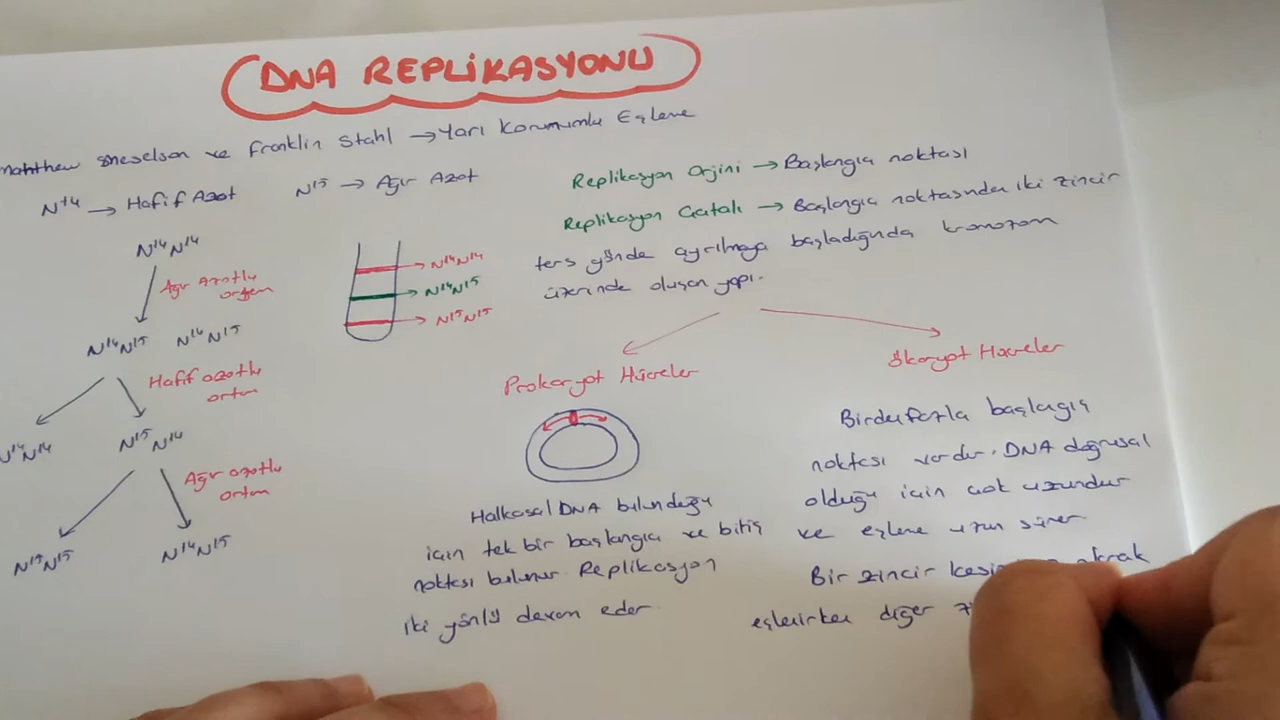 DNA REPLİKASYONU
Matthew Meselson ve Franklin Stahl → Yarı Korunumlu Eşleme
N14 → Hafif Azot
N15 → Ağır Azot
N14N14
Ağır azotlu
ortam
N14N15 N14N15
Hafif azotlu
ortam
N14N14 N15N14
Ağır azotlu
ortam
N15N15 N14N15
→ N14N14
→ N14N15
→ N15N15
Replikasyon Orjini → Başlangıç noktası
Replikasyon Çatalı → Başlangıç noktasından iki zincir
ters yönde ayrılmaya başladığında kromozom
üzerinde oluşan yapı.
Prokaryot Hücreler
Halkasal DNA bulunduğu
için tek bir başlangıç ve bitiş
noktası bulunur. Replikasyon
iki yönlü devam eder
Ökaryot Hücreler
Birden fazla başlangıç
noktası vardır. DNA doğrusal
olduğu için çok uzundur
ve eşleme uzun sürer
Bir zincir olarak
eşlenirken diğer